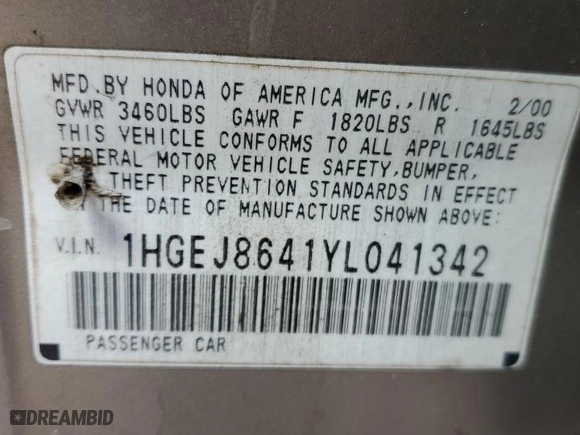 MFD.BY HONDA OF AMERICA MFG.,INC. 2/00
GVWR 3460LBS GAWR F 1820LBS R 1645LBS
THIS VEHICLE CONFORMS TO ALL APPLICABLE
FEDERAL MOTOR VEHICLE SAFETY,BUMPER,
THEFT PREVENTION STANDARDS IN EFFECT
THE DATE OF MANUFACTURE SHOWN ABOVE:
V.I.N. 1HGEJ8641YL041342
PASSENGER CAR
DREAMBID